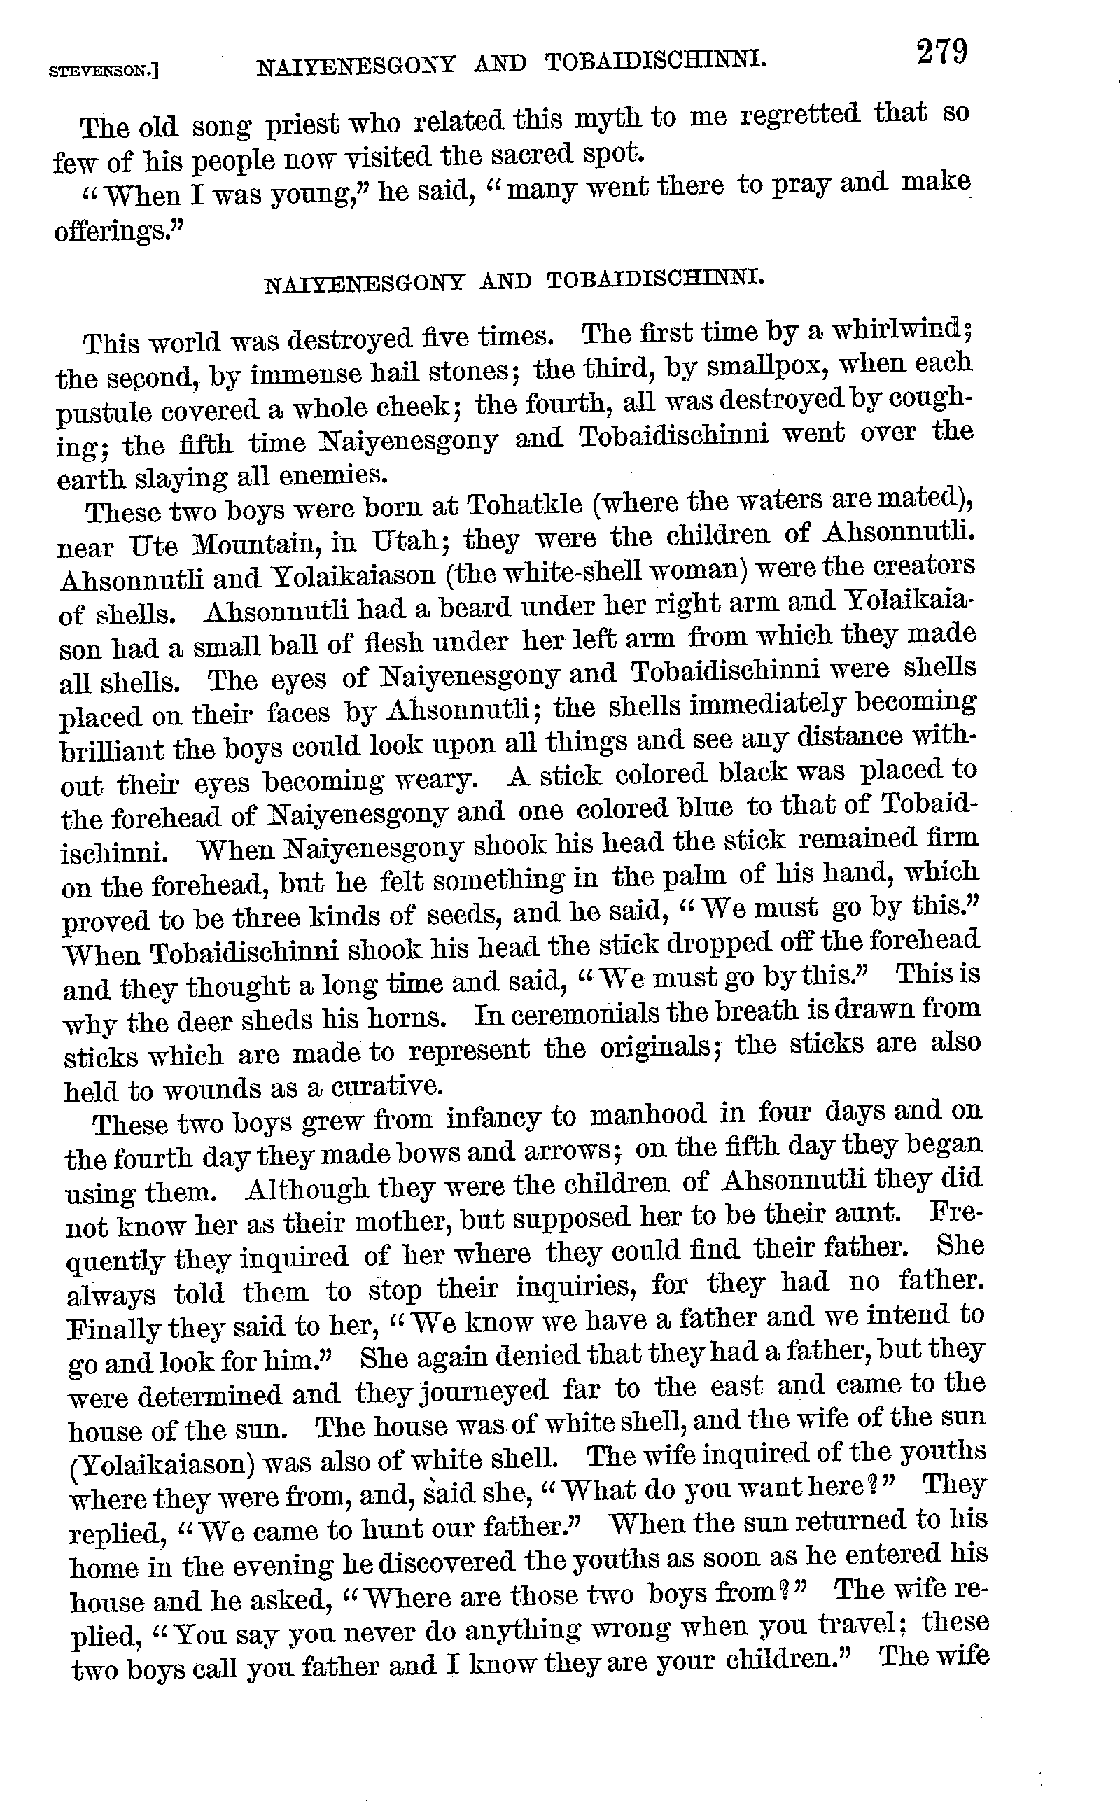 STEVENSON.] NAIYENESGONY AND TOBAIDISCHINNI. 279
The old song priest who related this myth to me regretted that so
few of his people now visited the sacred spot.
“When I was young,” he said, “many went there to pray and make
offerings.”
NAIYENESGONY AND TOBAIDISCHINNI.
This world was destroyed five times. The first time by a whirlwind;
the second, by immense hail stones; the third, by smallpox, when each
pustule covered a whole cheek; the fourth, all was destroyed by cough-
ing; the fifth time Naiyenesgony and Tobaidischinni went over the
earth slaying all enemies.
These two boys were born at Tohatkle (where the waters are mated),
near Ute Mountain, in Utah; they were the children of Ahsonnutli.
Ahsonnutli and Yolaikaiason (the white-shell woman) were the creators
of shells. Ahsonnutli had a beard under her right arm and Yolaikaia-
son had a small ball of flesh under her left arm from which they made
all shells. The eyes of Naiyenesgony and Tobaidischinni were shells
placed on their faces by Ahsonnutli; the shells immediately becoming
brilliant the boys could look upon all things and see any distance with-
out their eyes becoming weary. A stick colored black was placed to
the forehead of Naiyenesgony and one colored blue to that of Tobaid-
ischinni. When Naiyenesgony shook his head the stick remained firm
on the forehead, but he felt something in the palm of his hand, which
proved to be three kinds of seeds, and he said, “We must go by this.”
When Tobaidischinni shook his head the stick dropped off the forehead
and they thought a long time and said, “We must go by this.” This is
why the deer sheds his horns. In ceremonials the breath is drawn from
sticks which are made to represent the originals; the sticks are also
held to wounds as a curative.
These two boys grew from infancy to manhood in four days and on
the fourth day they made bows and arrows; on the fifth day they began
using them. Although they were the children of Ahsonnutli they did
not know her as their mother, but supposed her to be their aunt. Fre-
quently they inquired of her where they could find their father. She
always told them to stop their inquiries, for they had no father.
Finally they said to her, “We know we have a father and we intend to
go and look for him.” She again denied that they had a father, but they
were determined and they journeyed far to the east and came to the
house of the sun. The house was of white shell, and the wife of the sun
(Yolaikaiason) was also of white shell. The wife inquired of the youths
where they were from, and, said she, “What do you want here?” They
replied, “We came to hunt our father.” When the sun returned to his
home in the evening he discovered the youths as soon as he entered his
house and he asked, “Where are those two boys from?” The wife re-
plied, “You say you never do anything wrong when you travel; these
two boys call you father and I know they are your children.” The wife